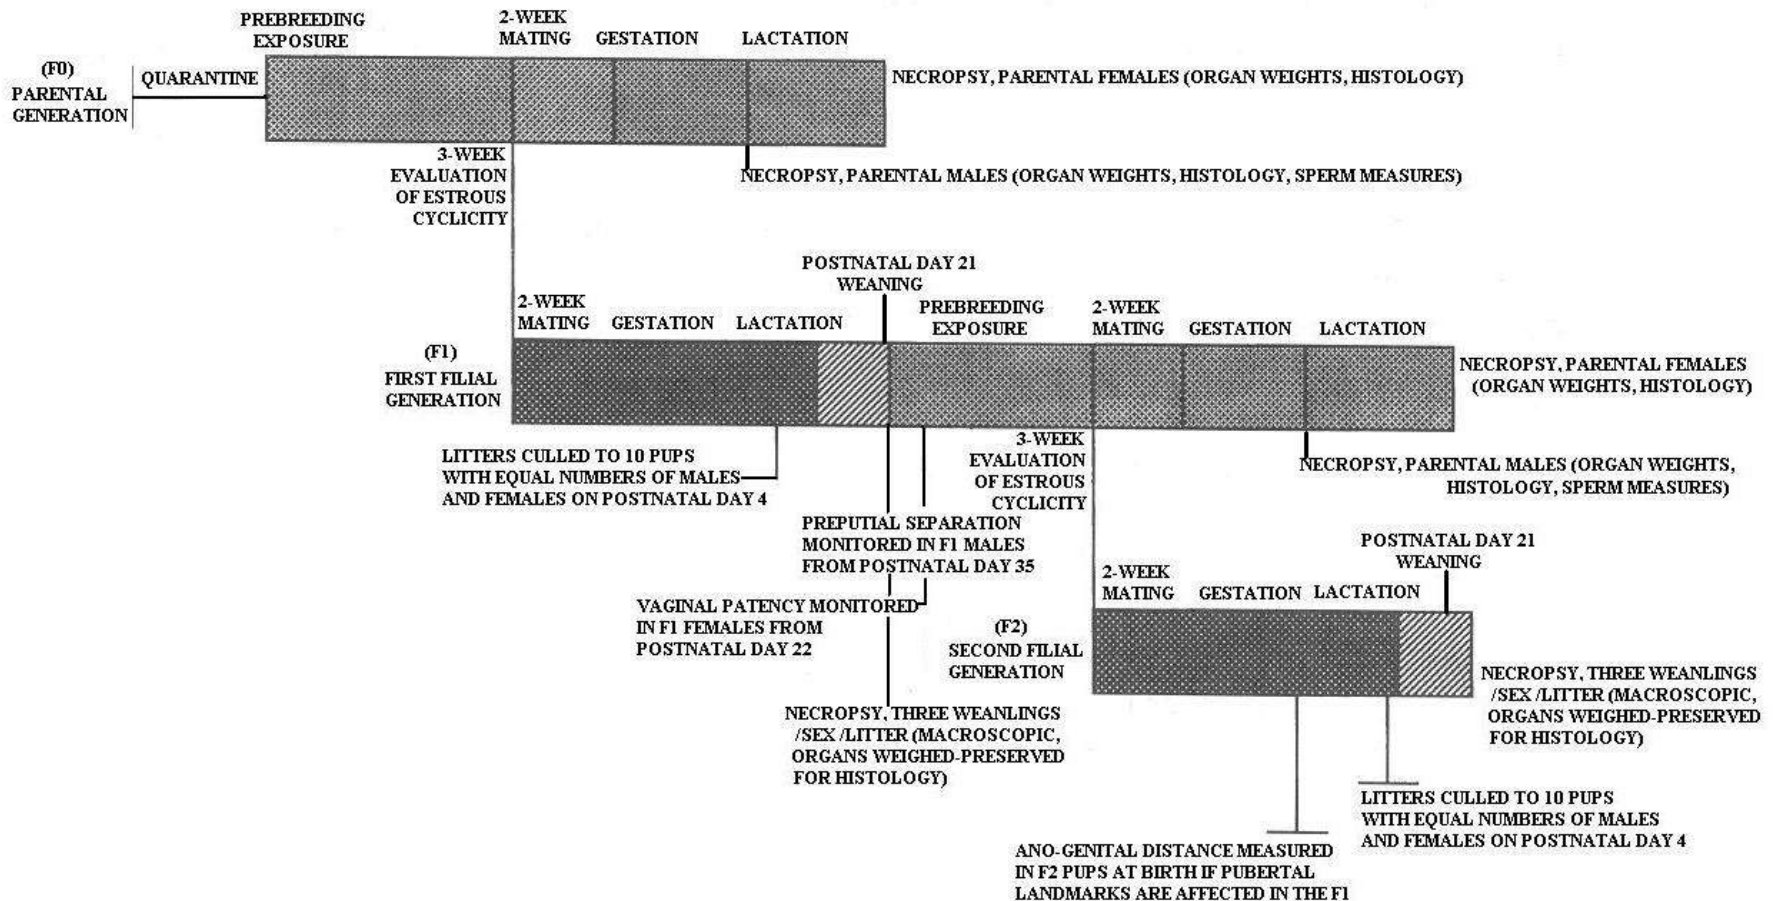 PREBREEDING
EXPOSURE
2-WEEK
MATING
GESTATION
LACTATION
(F0)
PARENTAL
GENERATION
QUARANTINE
NECROPSY, PARENTAL FEMALES (ORGAN WEIGHTS, HISTOLOGY)
3-WEEK
EVALUATION
OF ESTROUS
CYCLICITY
NECROPSY, PARENTAL MALES (ORGAN WEIGHTS, HISTOLOGY, SPERM MEASURES)
POSTNATAL DAY 21
WEANING
2-WEEK
MATING
GESTATION
LACTATION
PREBREEDING
EXPOSURE
2-WEEK
MATING
GESTATION
LACTATION
(F1)
FIRST FILIAL
GENERATION
NECROPSY, PARENTAL FEMALES
(ORGAN WEIGHTS, HISTOLOGY)
LITTERS CULLED TO 10 PUPS
WITH EQUAL NUMBERS OF MALES
AND FEMALES ON POSTNATAL DAY 4
3-WEEK
EVALUATION
OF ESTROUS
CYCLICITY
NECROPSY, PARENTAL MALES (ORGAN WEIGHTS,
HISTOLOGY, SPERM MEASURES)
PREPUTIAL SEPARATION
MONITORED IN F1 MALES
FROM POSTNATAL DAY 35
VAGINAL PATENCY MONITORED
IN F1 FEMALES FROM
POSTNATAL DAY 22
NECROPSY, THREE WEANLINGS
/SEX /LITTER (MACROSCOPIC,
ORGANS WEIGHED-PRESERVED
FOR HISTOLOGY)
POSTNATAL DAY 21
WEANING
2-WEEK
MATING
GESTATION
LACTATION
(F2)
SECOND FILIAL
GENERATION
NECROPSY, THREE WEANLINGS
/SEX /LITTER (MACROSCOPIC,
ORGANS WEIGHED-PRESERVED
FOR HISTOLOGY)
LITTERS CULLED TO 10 PUPS
WITH EQUAL NUMBERS OF MALES
AND FEMALES ON POSTNATAL DAY 4
ANO-GENITAL DISTANCE MEASURED
IN F2 PUPS AT BIRTH IF PUBERTAL
LANDMARKS ARE AFFECTED IN THE F1